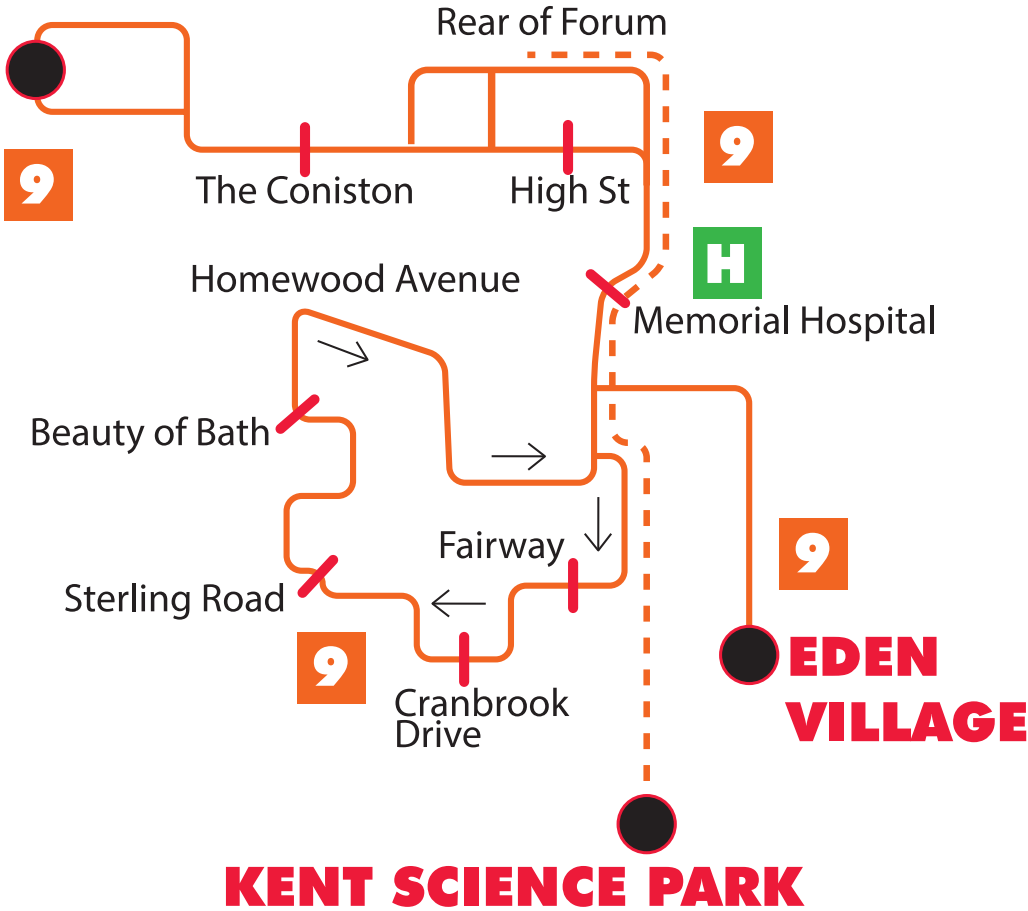 Rear of Forum
9
The Coniston
High St
9
H
Homewood Avenue
Memorial Hospital
Beauty of Bath
Fairway
9
Sterling Road
9
Cranbrook
Drive
EDEN
VILLAGE
KENT SCIENCE PARK